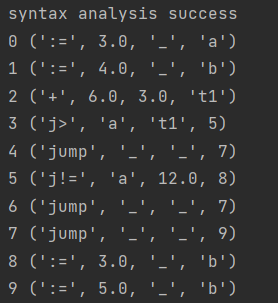 syntax analysis success
0 (':=', 3.0, '_', 'a')
1 (':=', 4.0, '_', 'b')
2 ('+', 6.0, 3.0, 't1')
3 ('j>', 'a', 't1', 5)
4 ('jump', '_', '_', 7)
5 ('j!=', 'a', 12.0, 8)
6 ('jump', '_', '_', 7)
7 ('jump', '_', '_', 9)
8 (':=', 3.0, '_', 'b')
9 (':=', 5.0, '_', 'b')